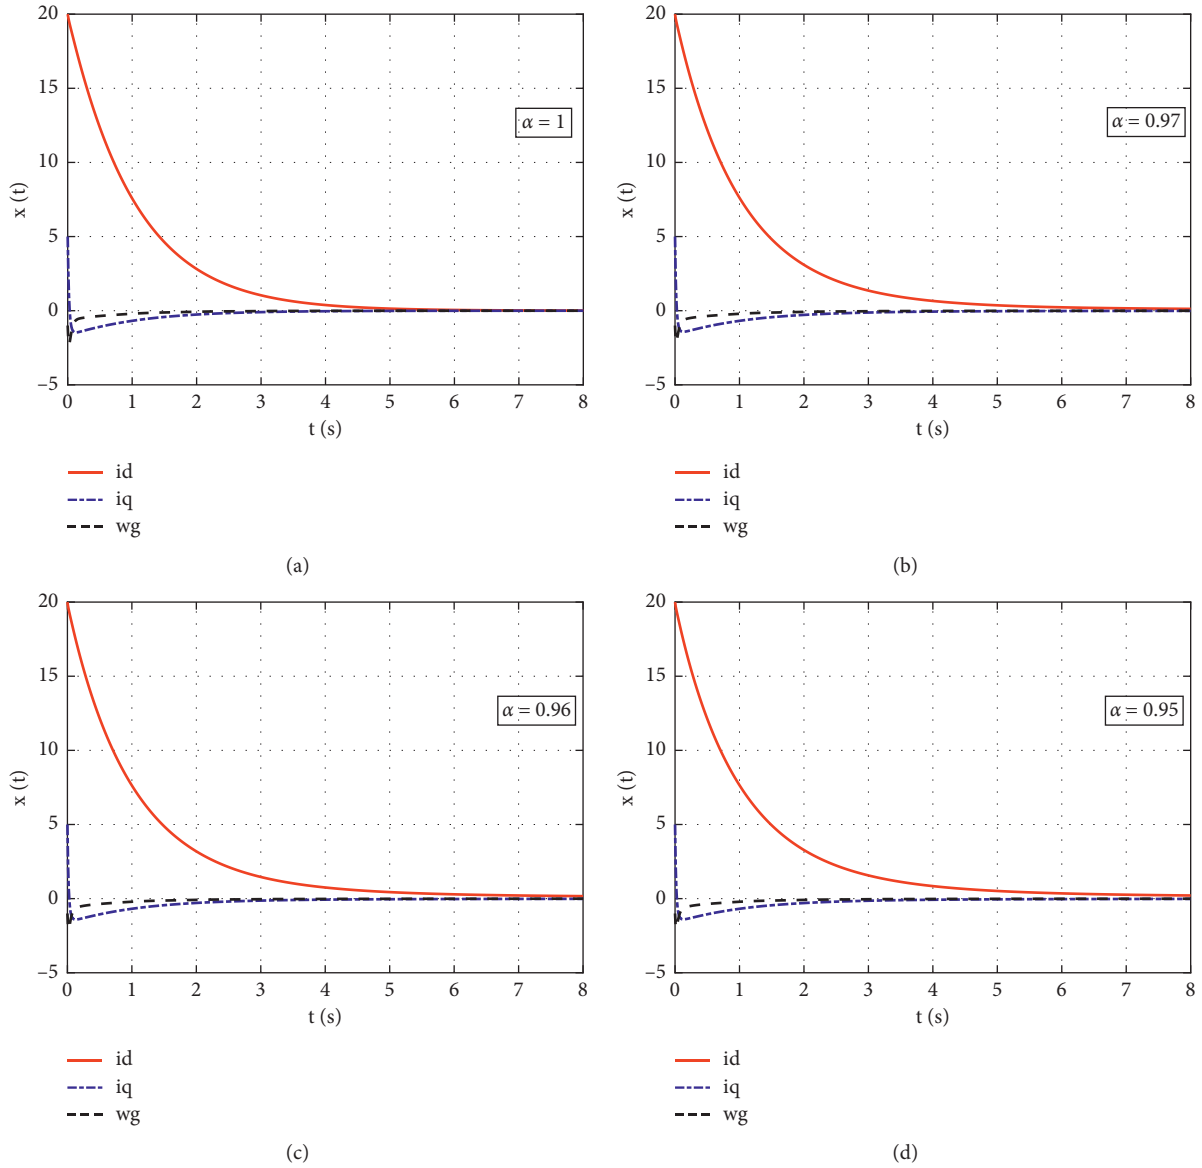 20
15
10
5
0
−5
x (t)
α = 1
0 1 2 3 4 5 6 7 8
t (s)
id
iq
wg
(a)
20
15
10
5
0
−5
x (t)
α = 0.97
0 1 2 3 4 5 6 7 8
t (s)
id
iq
wg
(b)
20
15
10
5
0
−5
x (t)
α = 0.96
0 1 2 3 4 5 6 7 8
t (s)
id
iq
wg
(c)
20
15
10
5
0
−5
x (t)
α = 0.95
0 1 2 3 4 5 6 7 8
t (s)
id
iq
wg
(d)